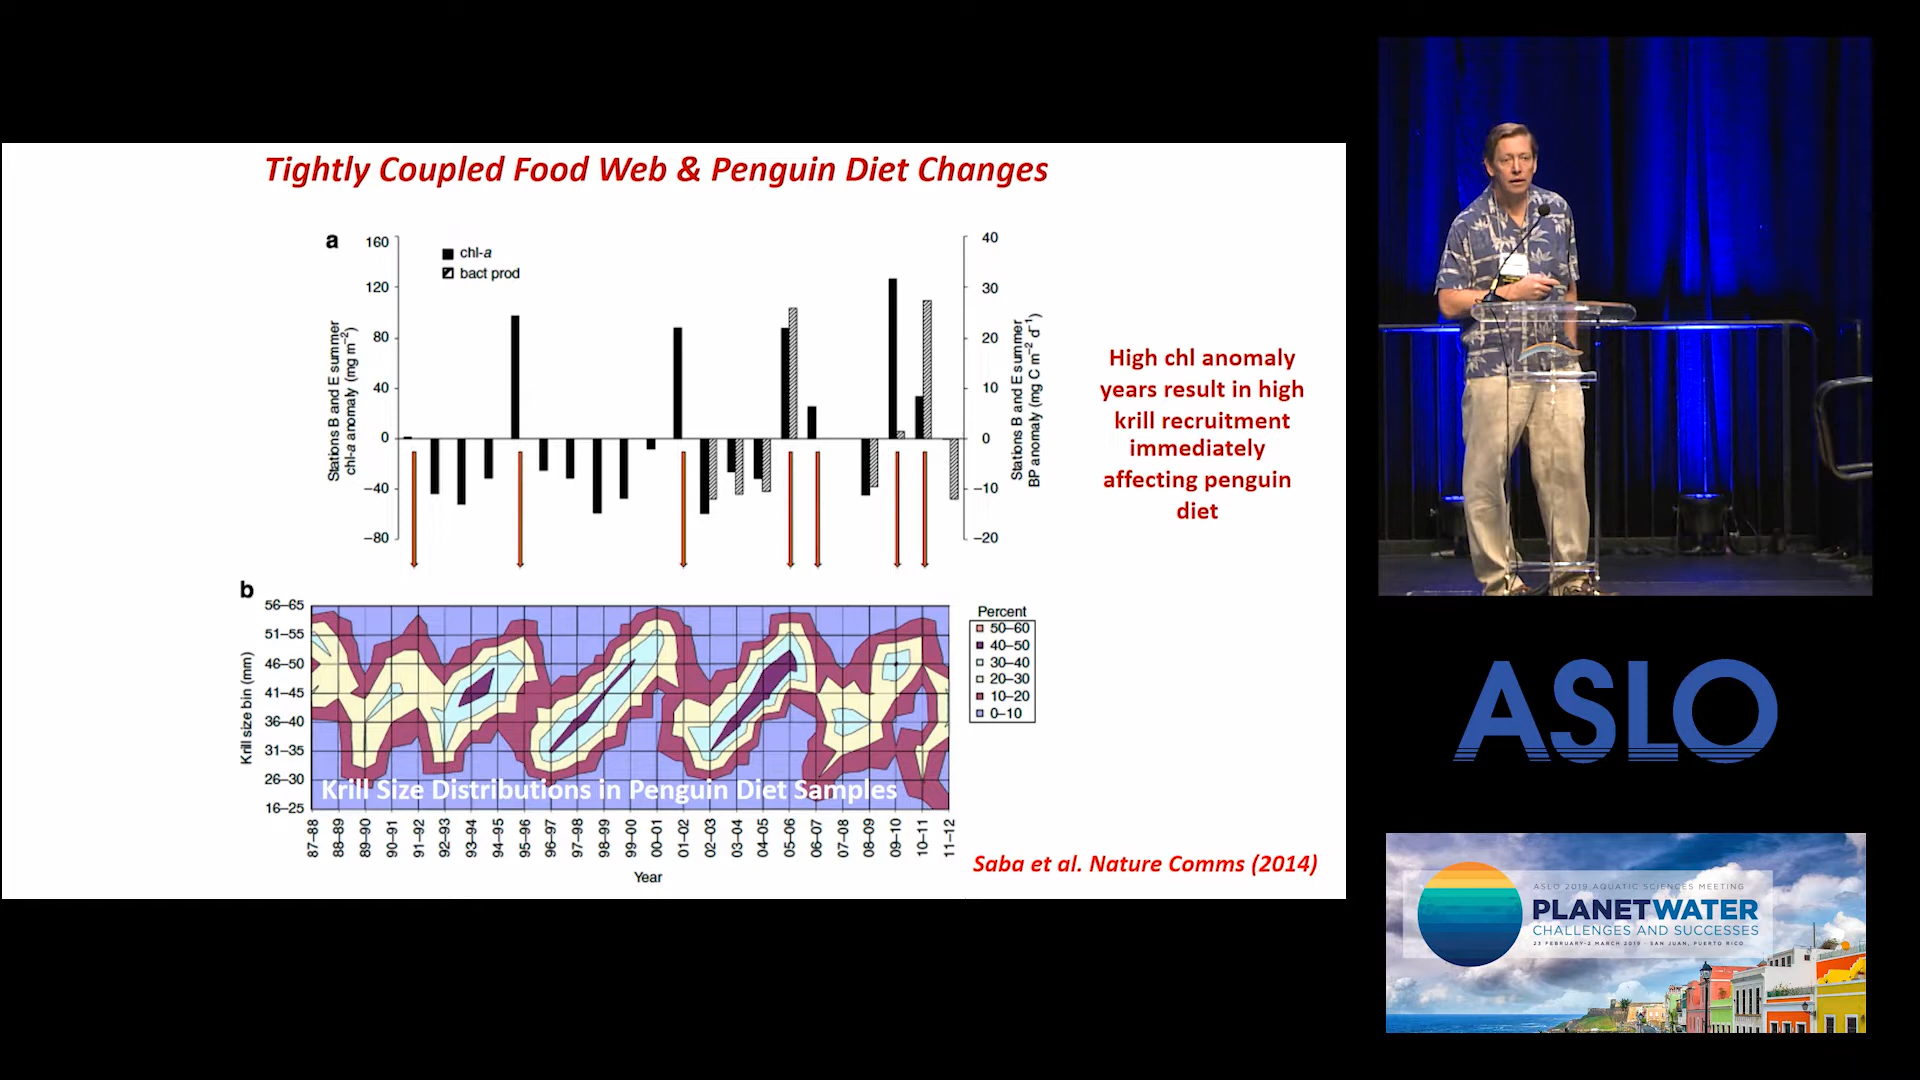 Tightly Coupled Food Web & Penguin Diet Changes
a
160
120
80
40
0
−40
−80
Stations B and E summer
chl-a anomaly (mg m−2)
chl-a
bact prod
40
30
20
10
0
−10
−20
Stations B and E summer
BP anomaly (mg C m−2 d−1)
High chl anomaly
years result in high
krill recruitment
immediately
affecting penguin
diet
b
56–65
51–55
46–50
41–45
36–40
31–35
26–30
16–25
Krill size bin (mm)
Krill Size Distributions in Penguin Diet Samples
Percent
50–60
40–50
30–40
20–30
10–20
0–10
87–88
88–89
89–90
90–91
91–92
92–93
93–94
94–95
95–96
96–97
97–98
98–99
99–00
00–01
01–02
02–03
03–04
04–05
05–06
06–07
07–08
08–09
09–10
10–11
11–12
Year
Saba et al. Nature Comms (2014)
ASLO
ASLO 2019 AQUATIC SCIENCES MEETING
PLANETWATER
CHALLENGES AND SUCCESSES
23 FEBRUARY-2 MARCH 2019 · SAN JUAN, PUERTO RICO